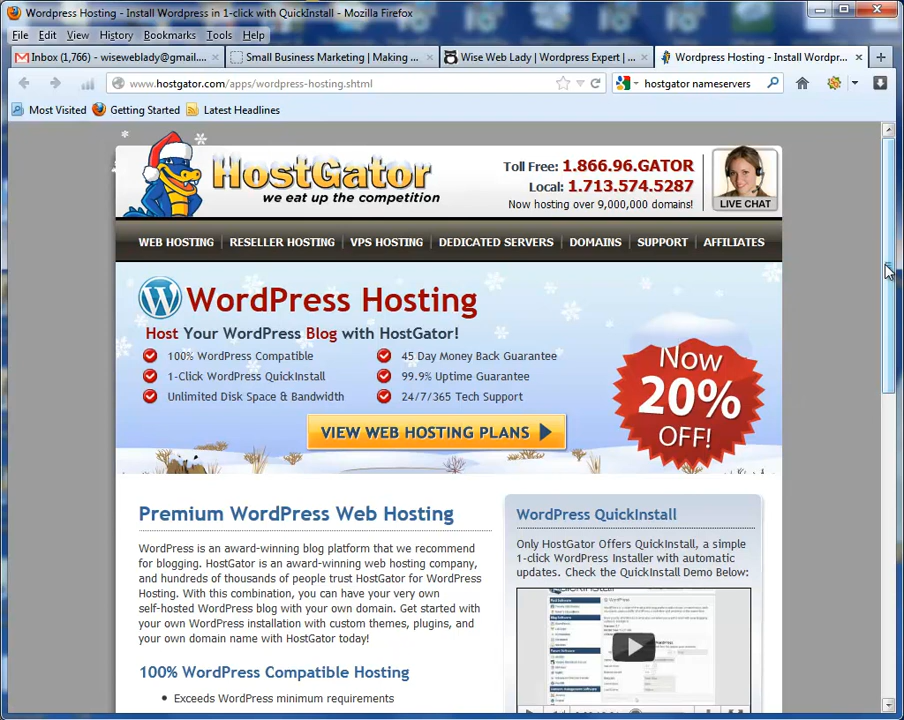 Wordpress Hosting - Install Wordpress in 1-click with QuickInstall - Mozilla Firefox
File Edit View History Bookmarks Tools Help
Inbox (1,766) - wiseweblady@gmail.... × Small Business Marketing | Making ... × Wise Web Lady | Wordpress Expert | ... × Wordpress Hosting - Install Wordpr... × +
www.hostgator.com/apps/wordpress-hosting.shtml hostgator nameservers
Most Visited Getting Started Latest Headlines
HostGator
we eat up the competition
Toll Free: 1.866.96.GATOR
Local: 1.713.574.5287
Now hosting over 9,000,000 domains!
LIVE CHAT
WEB HOSTING RESELLER HOSTING VPS HOSTING DEDICATED SERVERS DOMAINS SUPPORT AFFILIATES
W WordPress Hosting
Host Your WordPress Blog with HostGator!
100% WordPress Compatible 45 Day Money Back Guarantee
1-Click WordPress QuickInstall 99.9% Uptime Guarantee
Unlimited Disk Space & Bandwidth 24/7/365 Tech Support
VIEW WEB HOSTING PLANS
Now
20%
OFF!
Premium WordPress Web Hosting
WordPress is an award-winning blog platform that we recommend
for blogging. HostGator is an award-winning web hosting company,
and hundreds of thousands of people trust HostGator for WordPress
Hosting. With this combination, you can have your very own
self-hosted WordPress blog with your own domain. Get started with
your own WordPress installation with custom themes, plugins, and
your own domain name with HostGator today!
100% WordPress Compatible Hosting
• Exceeds WordPress minimum requirements
WordPress QuickInstall
Only HostGator Offers QuickInstall, a simple
1-click WordPress Installer with automatic
updates. Check the QuickInstall Demo Below: